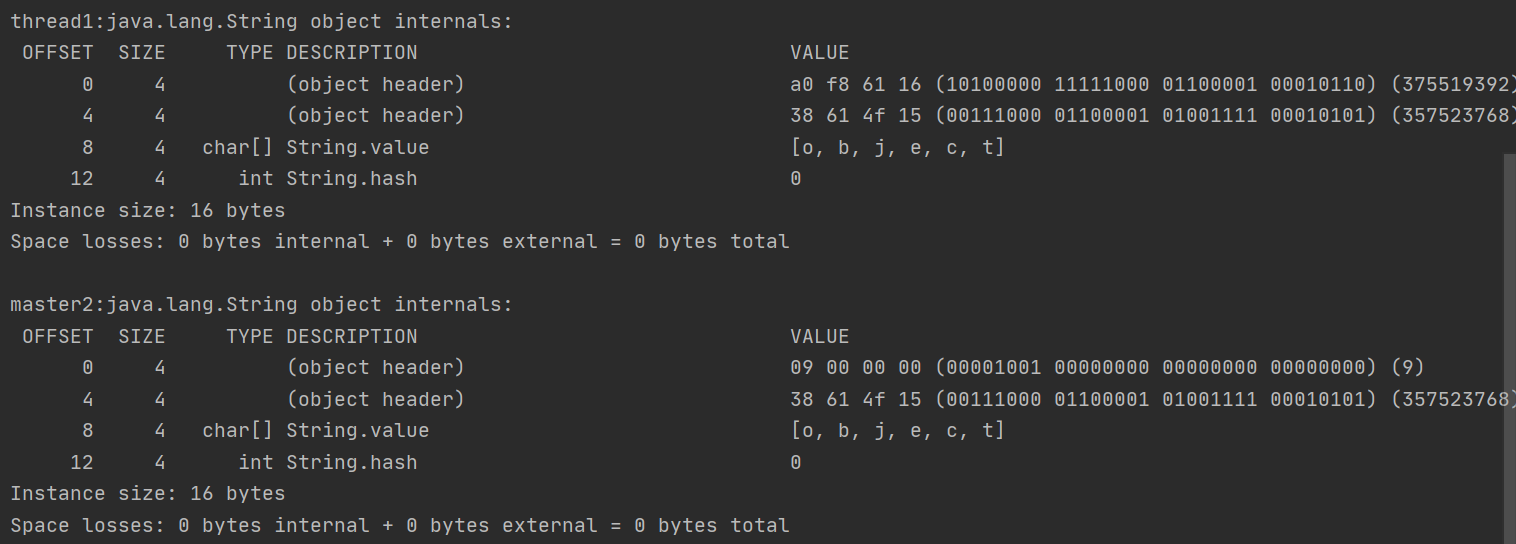 thread1:java.lang.String object internals:
OFFSET  SIZE     TYPE DESCRIPTION                               VALUE
0     4          (object header)                           a0 f8 61 16 (10100000 11111000 01100001 00010110) (375519392)
4     4          (object header)                           38 61 4f 15 (00111000 01100001 01001111 00010101) (357523768)
8     4   char[] String.value                              [o, b, j, e, c, t]
12     4      int String.hash                               0
Instance size: 16 bytes
Space losses: 0 bytes internal + 0 bytes external = 0 bytes total

master2:java.lang.String object internals:
OFFSET  SIZE     TYPE DESCRIPTION                               VALUE
0     4          (object header)                           09 00 00 00 (00001001 00000000 00000000 00000000) (9)
4     4          (object header)                           38 61 4f 15 (00111000 01100001 01001111 00010101) (357523768)
8     4   char[] String.value                              [o, b, j, e, c, t]
12     4      int String.hash                               0
Instance size: 16 bytes
Space losses: 0 bytes internal + 0 bytes external = 0 bytes total